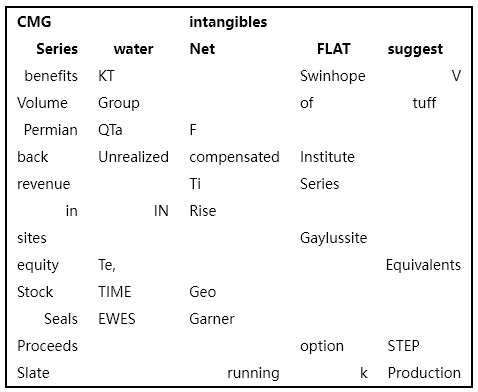 CMG intangibles
Series water Net FLAT suggest
benefits KT Swinhope V
Volume Group of tuff
Permian QTa F
back Unrealized compensated Institute
revenue Ti Series
in IN Rise
sites Gaylussite
equity Te, Equivalents
Stock TIME Geo
Seals EWES Garner
Proceeds option STEP
Slate running k Production